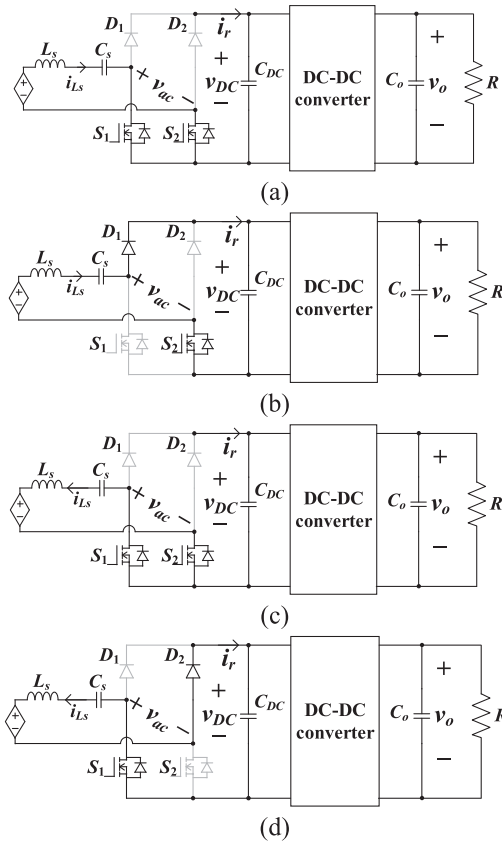 D1 D2 ir
Ls Cs
iLs + vac − + vDC − CDC DC-DC converter Co + vo − R
S1 S2
(a)
D1 D2 ir
Ls Cs
iLs + vac − + vDC − CDC DC-DC converter Co + vo − R
S1 S2
(b)
D1 D2 ir
Ls Cs
iLs + vac − + vDC − CDC DC-DC converter Co + vo − R
S1 S2
(c)
D1 D2 ir
Ls Cs
iLs + vac − + vDC − CDC DC-DC converter Co + vo − R
S1 S2
(d)